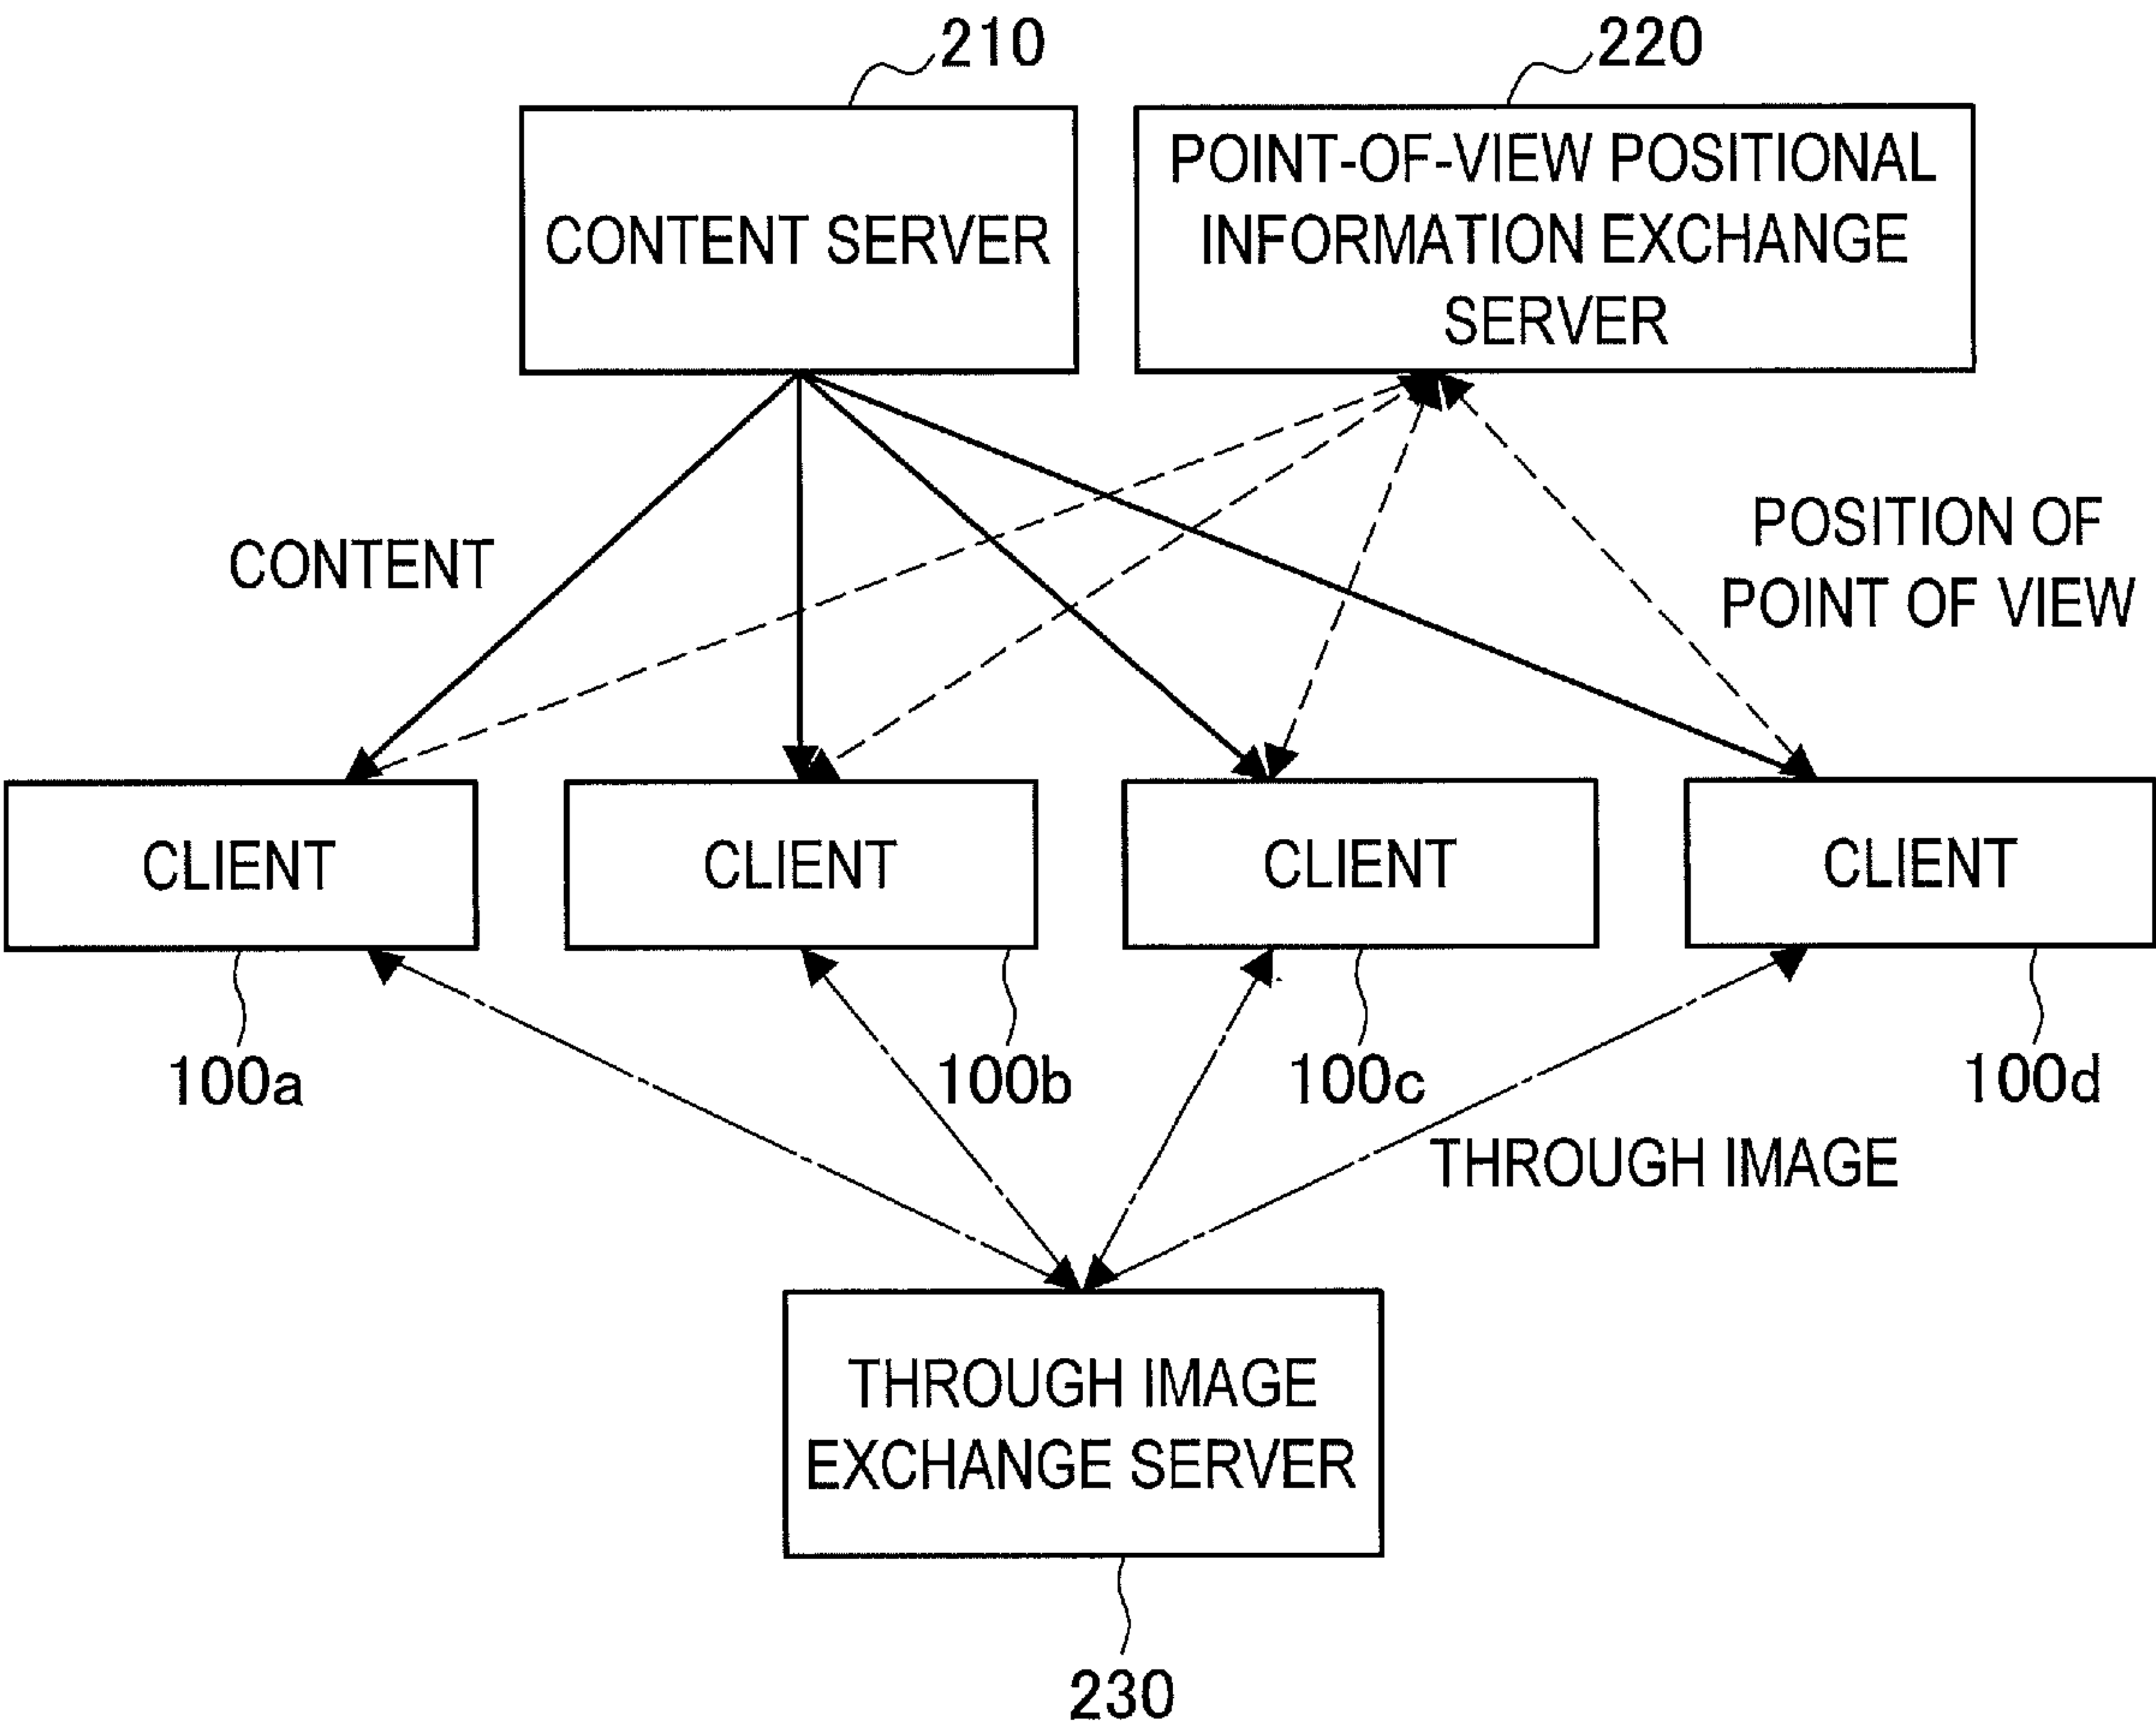 210
220
CONTENT SERVER
POINT-OF-VIEW POSITIONAL
INFORMATION EXCHANGE
SERVER
CONTENT
POSITION OF
POINT OF VIEW
CLIENT
CLIENT
CLIENT
CLIENT
100a
100b
100c
100d
THROUGH IMAGE
THROUGH IMAGE
EXCHANGE SERVER
230